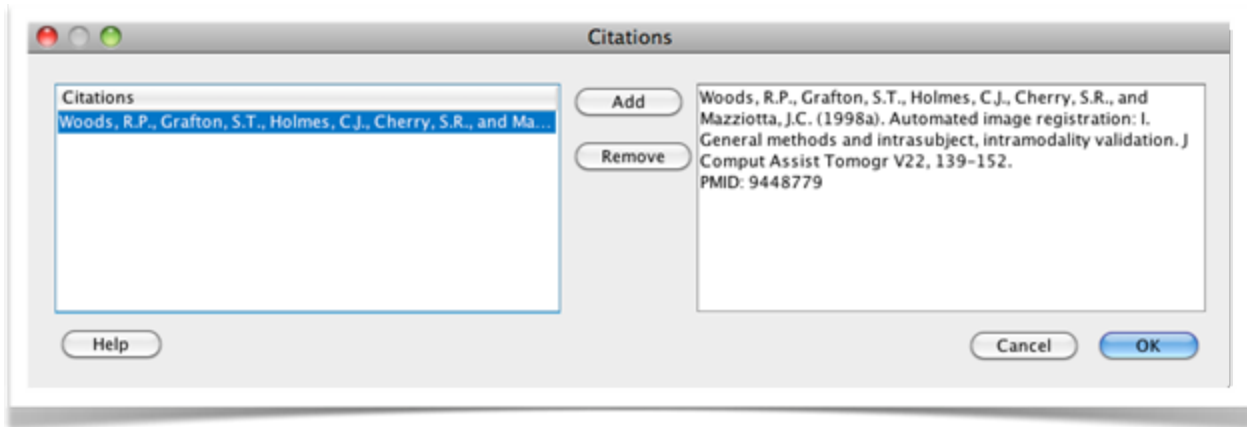 Citations
Citations
Woods, R.P., Grafton, S.T., Holmes, C.J., Cherry, S.R., and Ma...
Add
Remove
Woods, R.P., Grafton, S.T., Holmes, C.J., Cherry, S.R., and
Mazziotta, J.C. (1998a). Automated image registration: I.
General methods and intrasubject, intramodality validation. J
Comput Assist Tomogr V22, 139-152.
PMID: 9448779
Help
Cancel
OK